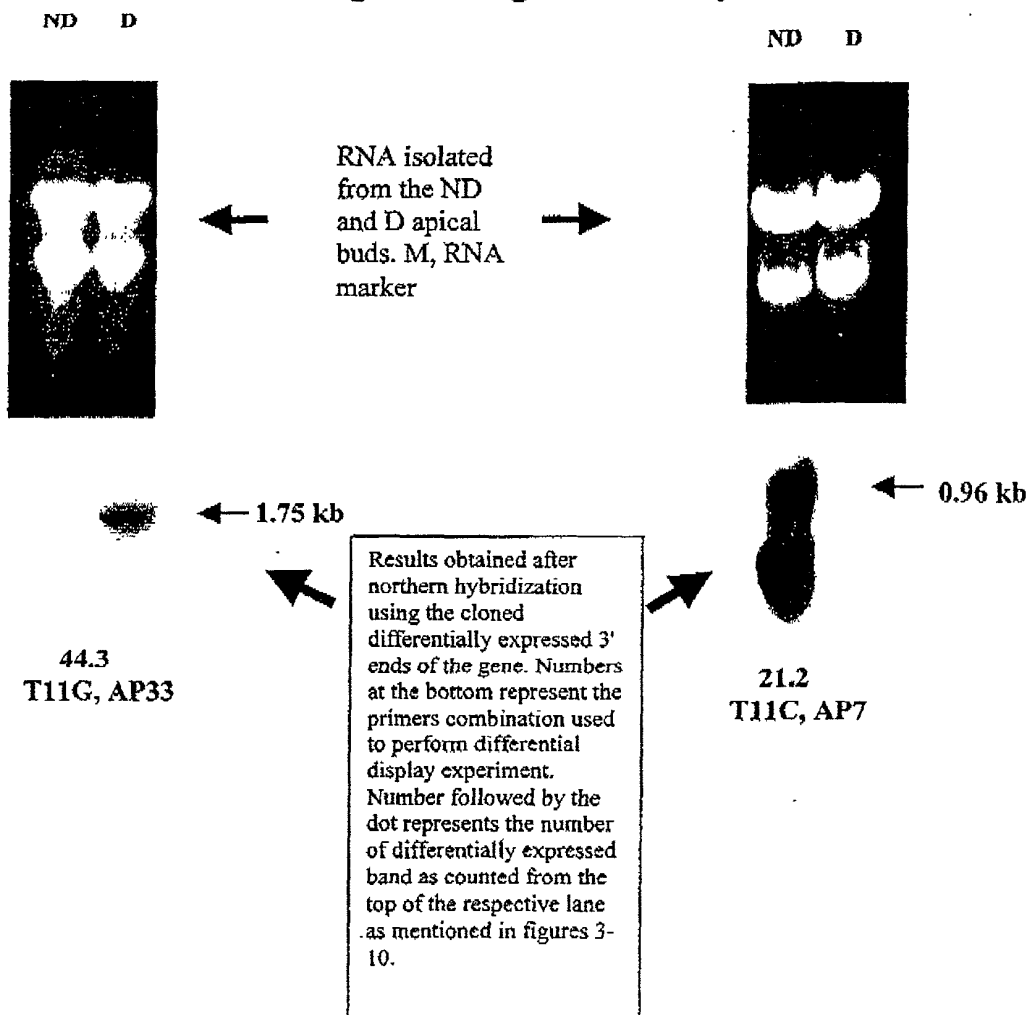 ND D
ND D
RNA isolated
from the ND
and D apical
buds. M, RNA
marker
1.75 kb
0.96 kb
Results obtained after
northern hybridization
using the cloned
differentially expressed 3'
ends of the gene. Numbers
at the bottom represent the
primers combination used
to perform differential
display experiment.
Number followed by the
dot represents the number
of differentially expressed
band as counted from the
top of the respective lane
as mentioned in figures 3-
10.
44.3
T11G, AP33
21.2
T11C, AP7